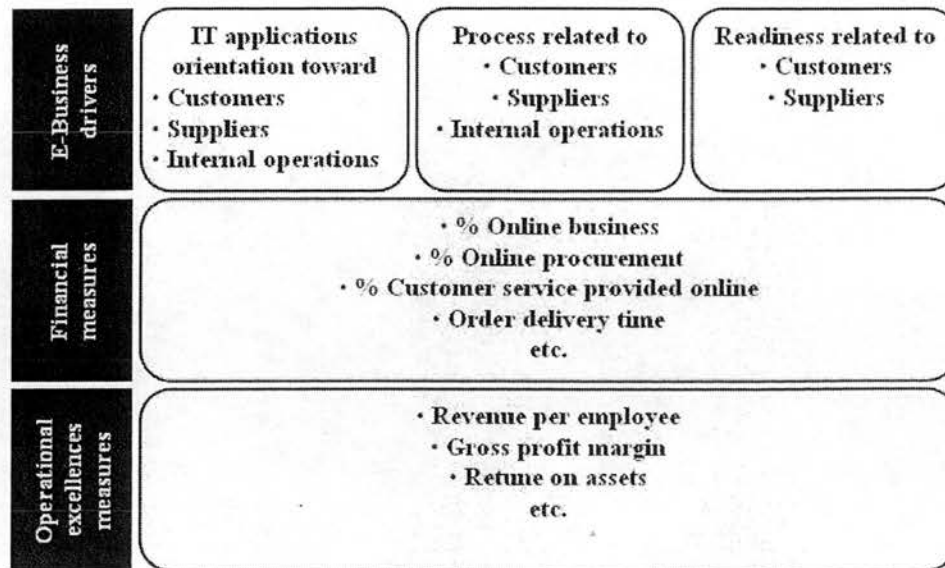 E-Business
drivers
IT applications
orientation toward
· Customers
· Suppliers
· Internal operations
Process related to
· Customers
· Suppliers
· Internal operations
Readiness related to
· Customers
· Suppliers
Financial
measures
· % Online business
· % Online procurement
· % Customer service provided online
· Order delivery time
etc.
Operational
excellences
measures
· Revenue per employee
· Gross profit margin
· Retune on assets
etc.